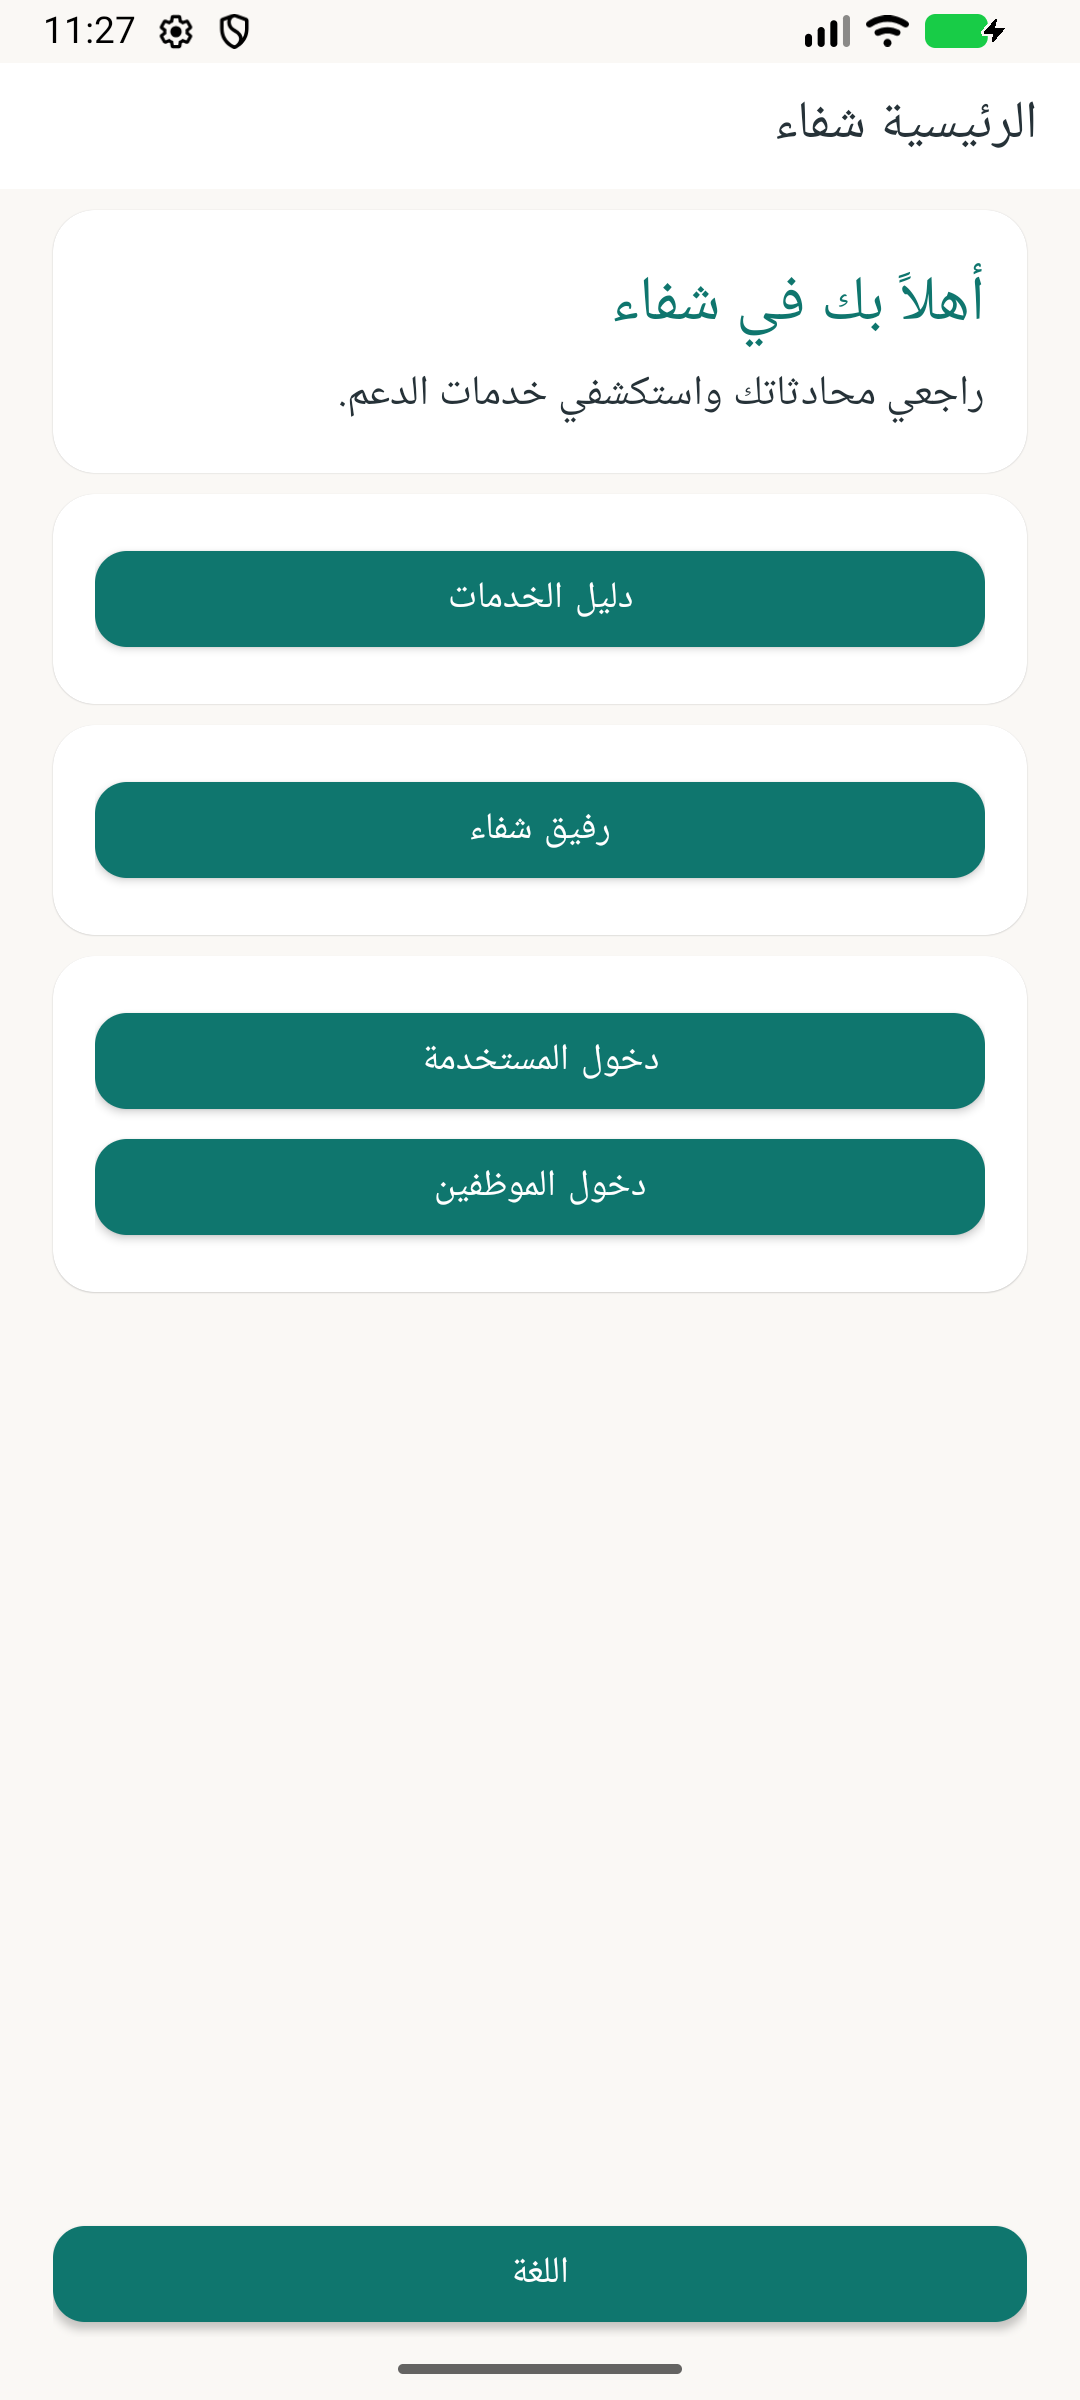 11:27
الرئيسية شفاء
أهلاً بك في شفاء
راجعي محادثاتك واستكشفي خدمات الدعم.
دليل الخدمات
رفيق شفاء
دخول المستخدمة
دخول الموظفين
اللغة